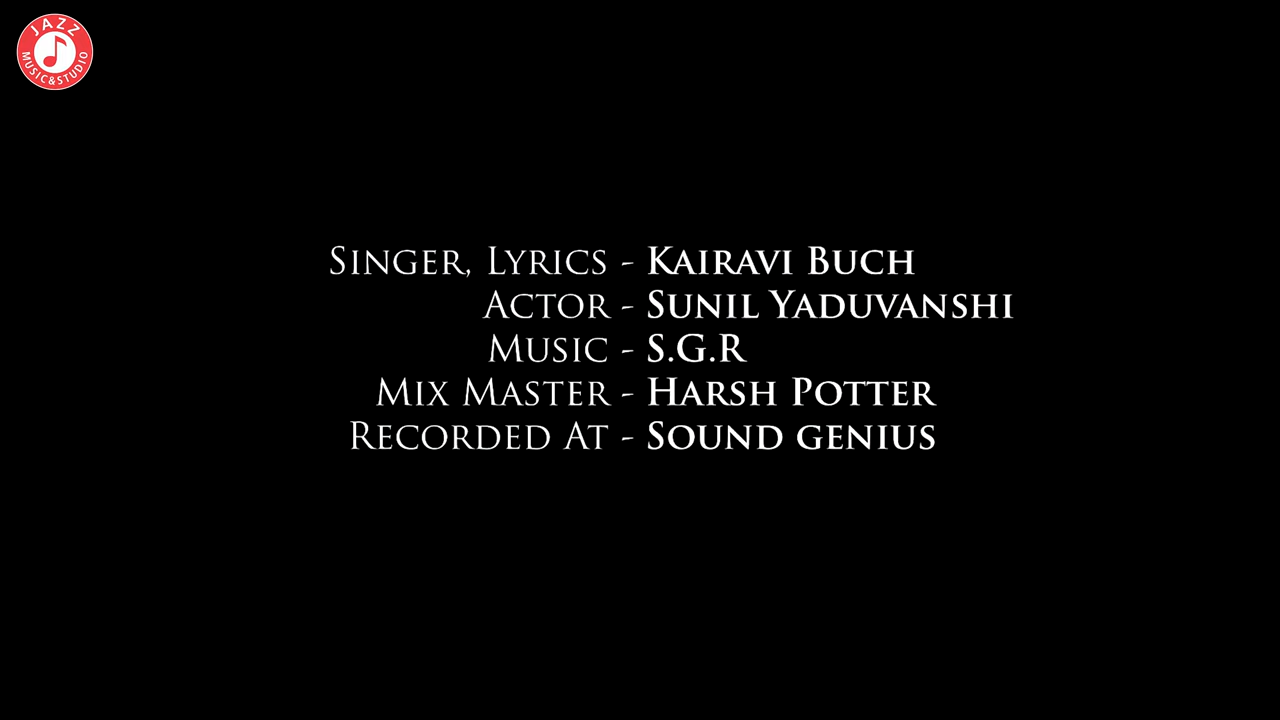 JAZZ
MUSIC&STUDIO
SINGER, LYRICS - KAIRAVI BUCH
ACTOR - SUNIL YADUVANSHI
MUSIC - S.G.R
MIX MASTER - HARSH POTTER
RECORDED AT - SOUND GENIUS